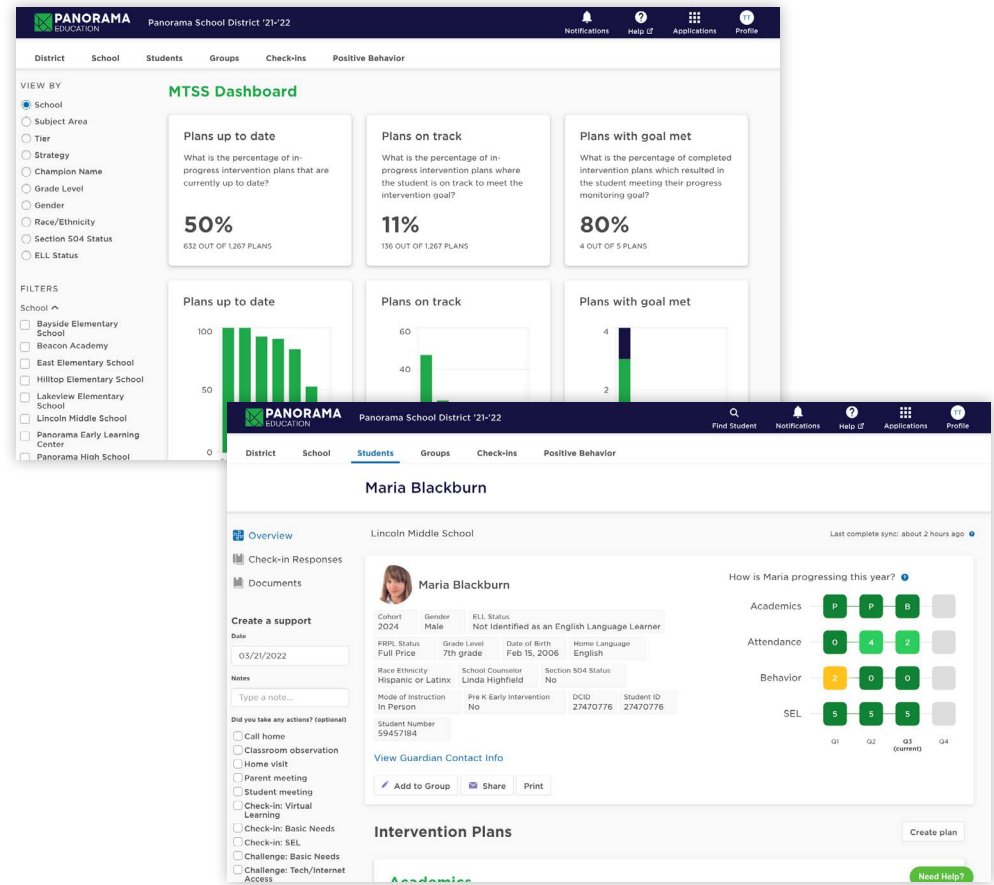 PANORAMA
EDUCATION
Panorama School District '21-'22
Notifications
Help
Applications
TT
Profile
District
School
Students
Groups
Check-ins
Positive Behavior
VIEW BY
School
Subject Area
Tier
Strategy
Champion Name
Grade Level
Gender
Race/Ethnicity
Section 504 Status
ELL Status
FILTERS
School
Bayside Elementary
School
Beacon Academy
East Elementary School
Hilltop Elementary School
Lakeview Elementary
School
Lincoln Middle School
Panorama Early Learning
Center
Panorama High School
MTSS Dashboard
Plans up to date
What is the percentage of in-
progress intervention plans that are
currently up to date?
50%
632 OUT OF 1,267 PLANS
Plans on track
What is the percentage of in-
progress intervention plans where
the student is on track to meet the
intervention goal?
11%
136 OUT OF 1,267 PLANS
Plans with goal met
What is the percentage of completed
intervention plans which resulted in
the student meeting their progress
monitoring goal?
80%
4 OUT OF 5 PLANS
Plans up to date
100
50
0
Plans on track
60
40
Plans with goal met
4
2
PANORAMA
EDUCATION
Panorama School District '21-'22
Find Student
Notifications
Help
Applications
TT
Profile
District
School
Students
Groups
Check-ins
Positive Behavior
Maria Blackburn
Overview
Check-in Responses
Documents
Create a support
Date
03/21/2022
Notes
Type a note...
Did you take any actions? (optional)
Call home
Classroom observation
Home visit
Parent meeting
Student meeting
Check-in: Virtual
Learning
Check-in: Basic Needs
Check-in: SEL
Challenge: Basic Needs
Challenge: Tech/Internet
Access
Lincoln Middle School
Last complete sync: about 2 hours ago
Maria Blackburn
Cohort
2024
Gender
Male
ELL Status
Not Identified as an English Language Learner
FRPL Status
Full Price
Grade Level
7th grade
Date of Birth
Feb 15, 2006
Home Language
English
Race Ethnicity
Hispanic or Latinx
School Counselor
Linda Highfield
Section 504 Status
No
Mode of Instruction
In Person
Pre K Early Intervention
No
DCID
27470776
Student ID
27470776
Student Number
59457184
View Guardian Contact Info
Add to Group
Share
Print
How is Maria progressing this year?
Academics P P B
Attendance 0 4 2
Behavior 2 0 0
SEL 5 5 5
Q1 Q2 Q3 Q4
(current)
Intervention Plans
Create plan
Academics
Need Help?